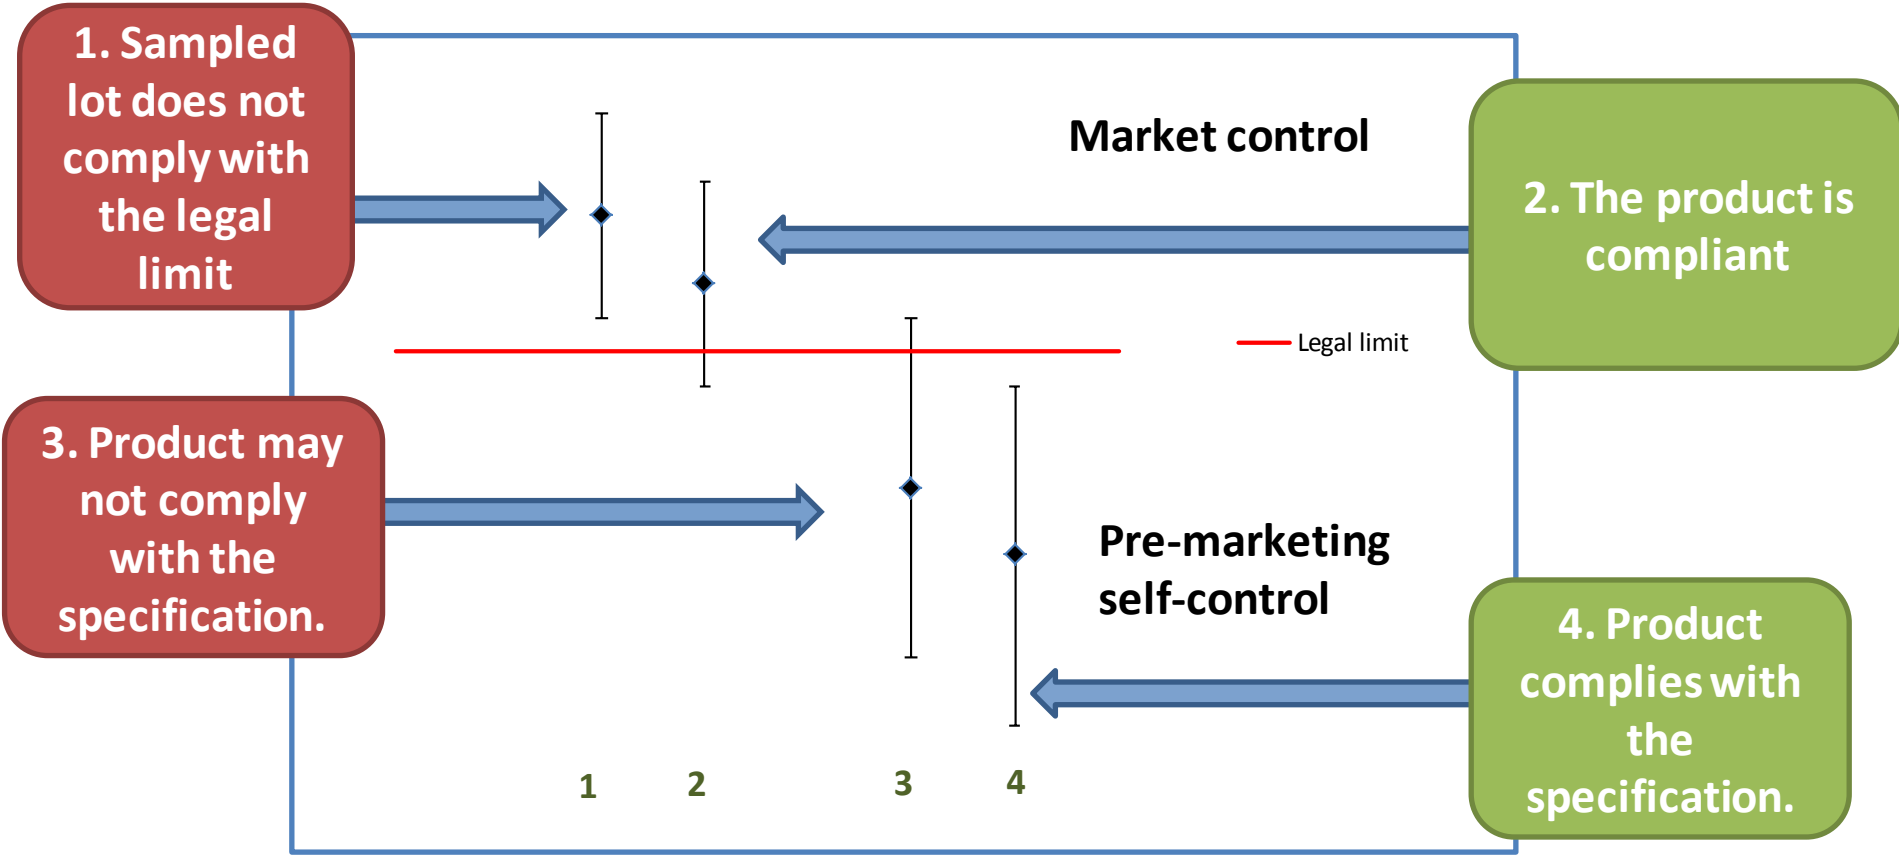 1. Sampled
lot does not
comply with
the legal
limit
Market control
2. The product is
compliant
Legal limit
3. Product may
not comply
with the
specification.
Pre-marketing
self-control
4. Product
complies with
the
specification.
1
2
3
4